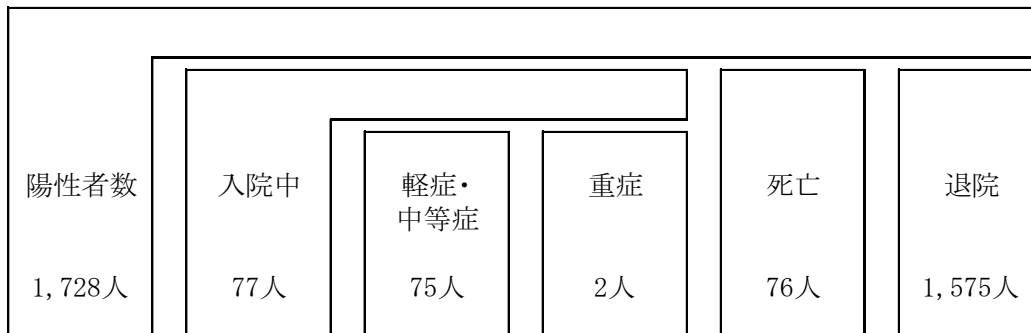 陽性者数
入院中
軽症・
中等症
重症
死亡
退院
1,728人
77人
75人
2人
76人
1,575人